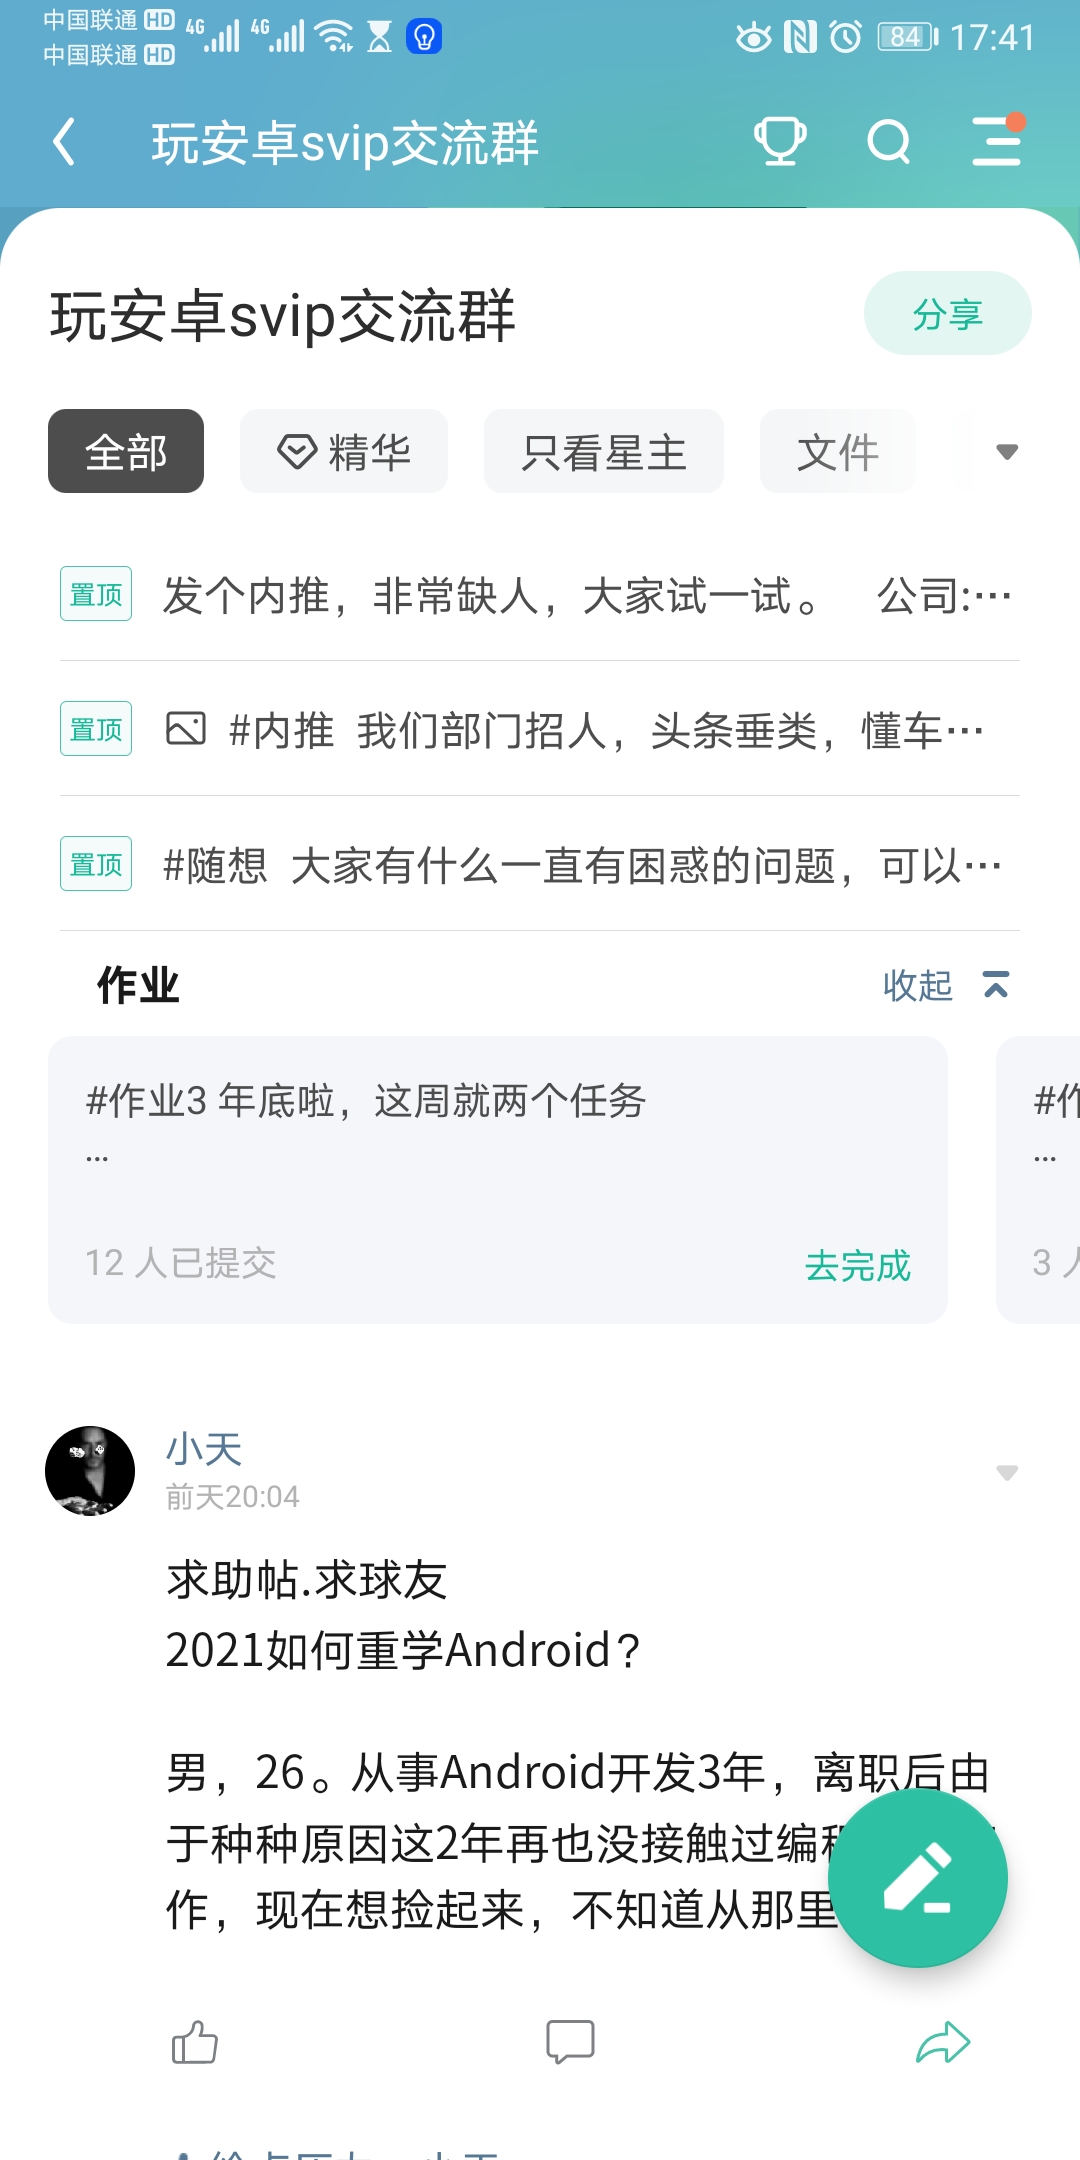 中国联通 HD 4G 4G 84 17:41
中国联通 HD
玩安卓svip交流群
玩安卓svip交流群 分享
全部 精华 只看星主 文件
置顶 发个内推，非常缺人，大家试一试。 公司:…
置顶 #内推 我们部门招人，头条垂类，懂车…
置顶 #随想 大家有什么一直有困惑的问题，可以…
作业 收起
#作业3 年底啦，这周就两个任务
…
12 人已提交 去完成
#作
…
3 人
小天
前天20:04
求助帖.求球友
2021如何重学Android？
男，26。从事Android开发3年，离职后由
于种种原因这2年再也没接触过编
作，现在想捡起来，不知道从那里